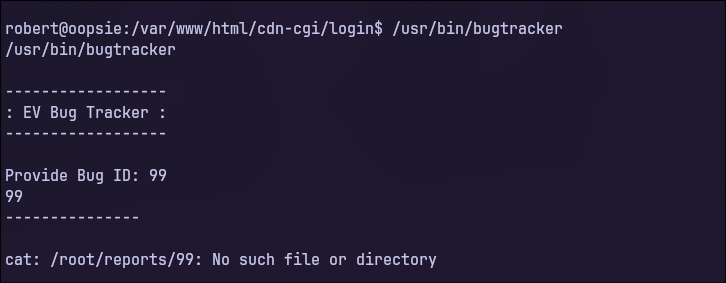 robert@oopsie:/var/www/html/cdn-cgi/login$ /usr/bin/bugtracker
/usr/bin/bugtracker
------------------
: EV Bug Tracker :
------------------
Provide Bug ID: 99
99
---------------
cat: /root/reports/99: No such file or directory